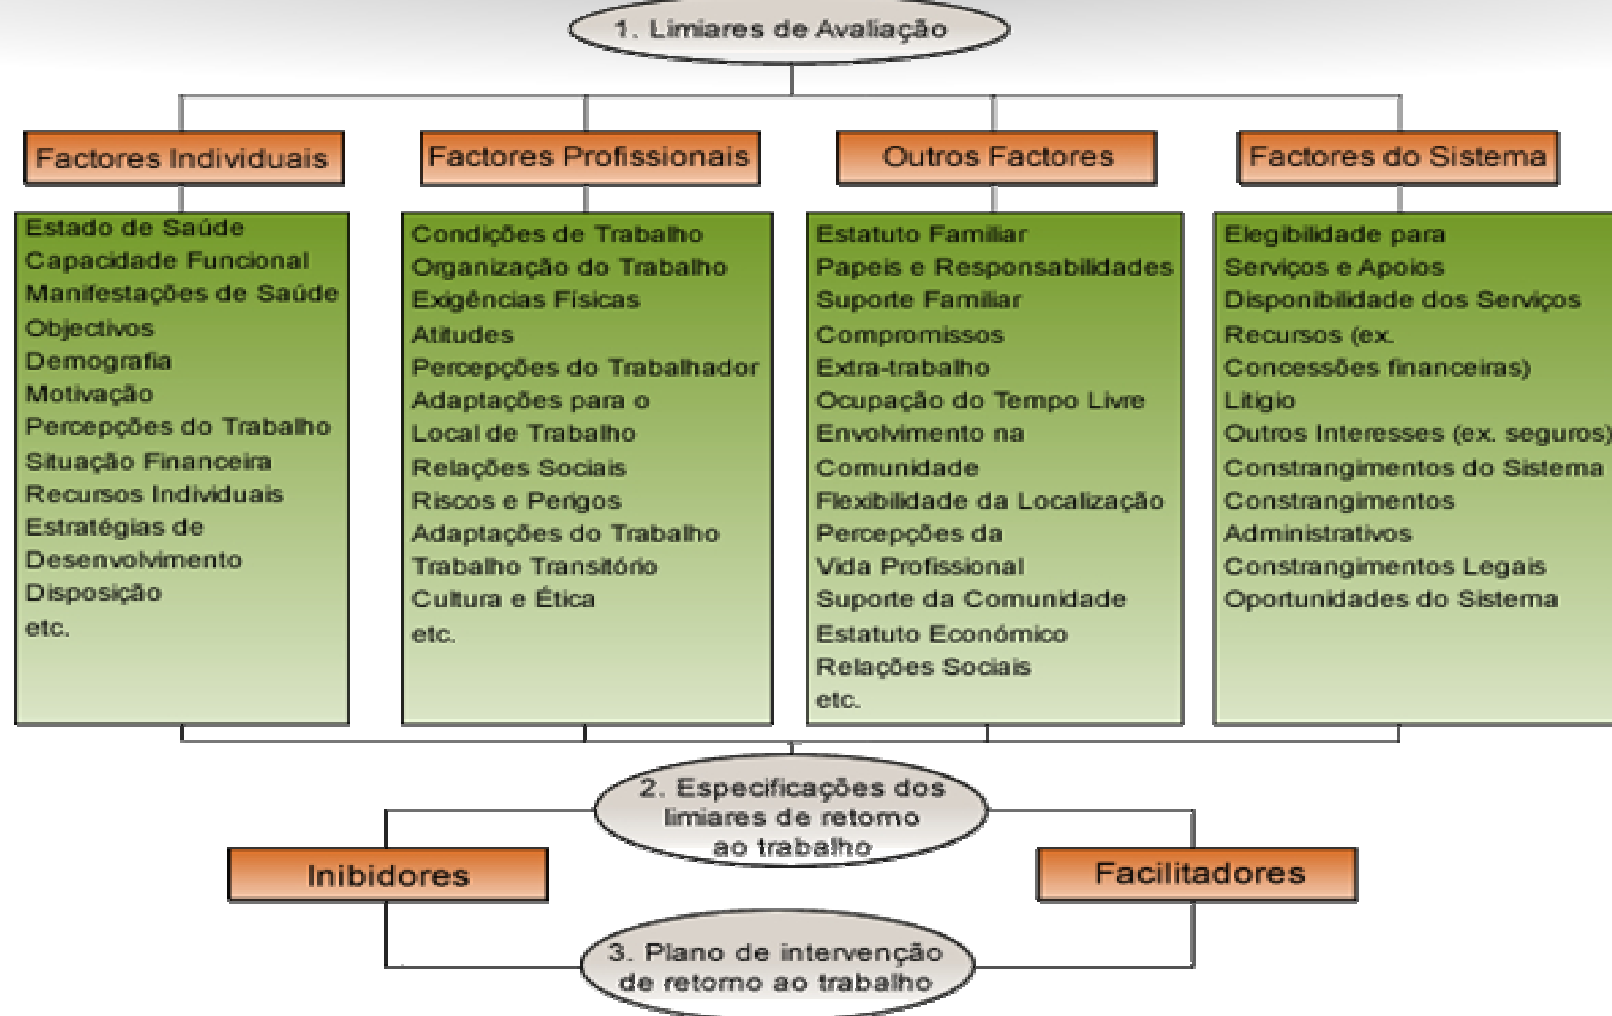 1. Limiares de Avaliação
Factores Individuais
Estado de Saúde
Capacidade Funcional
Manifestações de Saúde
Objectivos
Demografia
Motivação
Percepções do Trabalho
Situação Financeira
Recursos Individuais
Estratégias de
Desenvolvimento
Disposição
etc.
Factores Profissionais
Condições de Trabalho
Organização do Trabalho
Exigências Físicas
Atitudes
Percepções do Trabalhador
Adaptações para o
Local de Trabalho
Relações Sociais
Riscos e Perigos
Adaptações do Trabalho
Trabalho Transitório
Cultura e Ética
etc.
Outros Factores
Estatuto Familiar
Papeis e Responsabilidades
Suporte Familiar
Compromissos
Extra-trabalho
Ocupação do Tempo Livre
Envolvimento na
Comunidade
Flexibilidade da Localização
Percepções da
Vida Profissional
Suporte da Comunidade
Estatuto Económico
Relações Sociais
etc.
Factores do Sistema
Elegibilidade para
Serviços e Apoios
Disponibilidade dos Serviços
Recursos (ex.
Concessões financeiras)
Litigio
Outros Interesses (ex. seguros)
Constrangimentos do Sistema
Constrangimentos
Administrativos
Constrangimentos Legais
Oportunidades do Sistema
2. Especificações dos
limiares de retorno
ao trabalho
Inibidores
Facilitadores
3. Plano de intervenção
de retorno ao trabalho